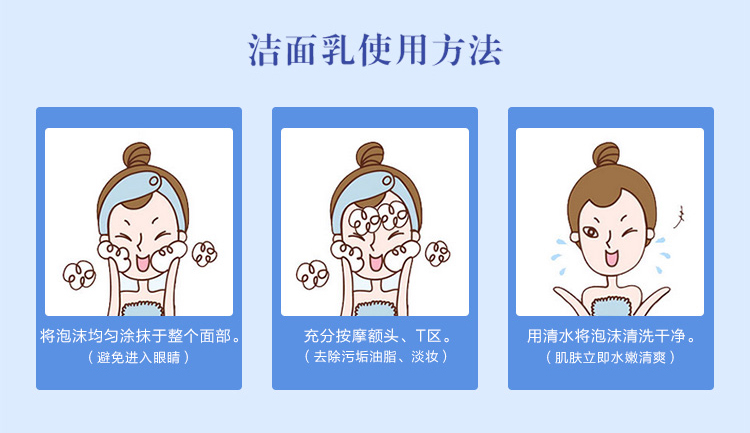 洁面乳使用方法
将泡沫均匀涂抹于整个面部。
（避免进入眼睛）
充分按摩额头、T区。
（去除污垢油脂、淡妆）
用清水将泡沫清洗干净。
（肌肤立即水嫩清爽）